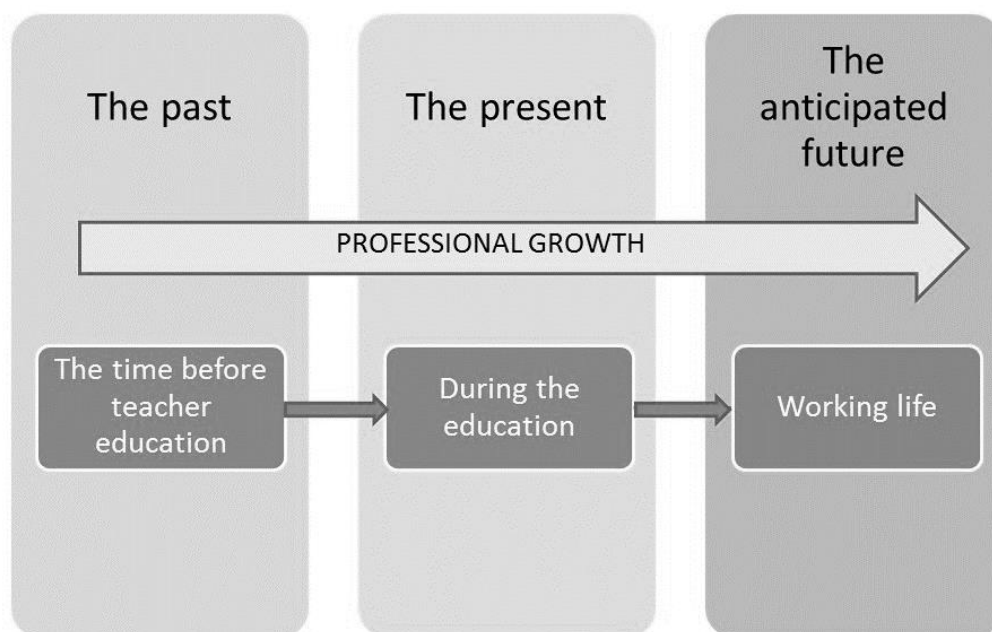 The past
The present
The
anticipated
future
PROFESSIONAL GROWTH
The time before
teacher
education
During the
education
Working life